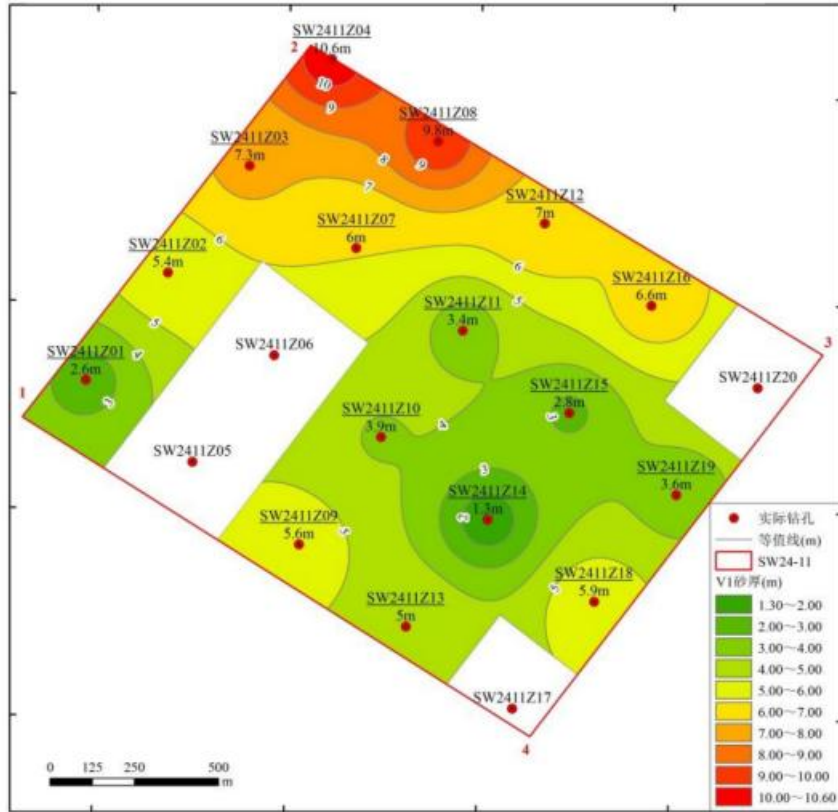 SW2411Z04
2
10.6m
10
SW2411Z08
9
9.8m
SW2411Z03
8
9
7.3m
7
SW2411Z12
7m
SW2411Z07
6
6m
SW2411Z02
6
5.4m
SW2411Z16
6.6m
SW2411Z11
5
3.4m
5
SW2411Z06
3
4
SW2411Z01
2.6m
SW2411Z20
SW2411Z15
1
3
2.8m
3
SW2411Z10
4
3.9m
SW2411Z05
3
SW2411Z19
3.6m
SW2411Z14
1.3m
2
SW2411Z09
5.6m
5
SW2411Z18
5
5.9m
SW2411Z13
5m
SW2411Z17
4
实际钻孔
等值线(m)
SW24-11
V1砂厚(m)
1.30～2.00
2.00～3.00
3.00～4.00
4.00～5.00
5.00～6.00
6.00～7.00
7.00～8.00
8.00～9.00
9.00～10.00
10.00～10.60
0 125 250 500
m